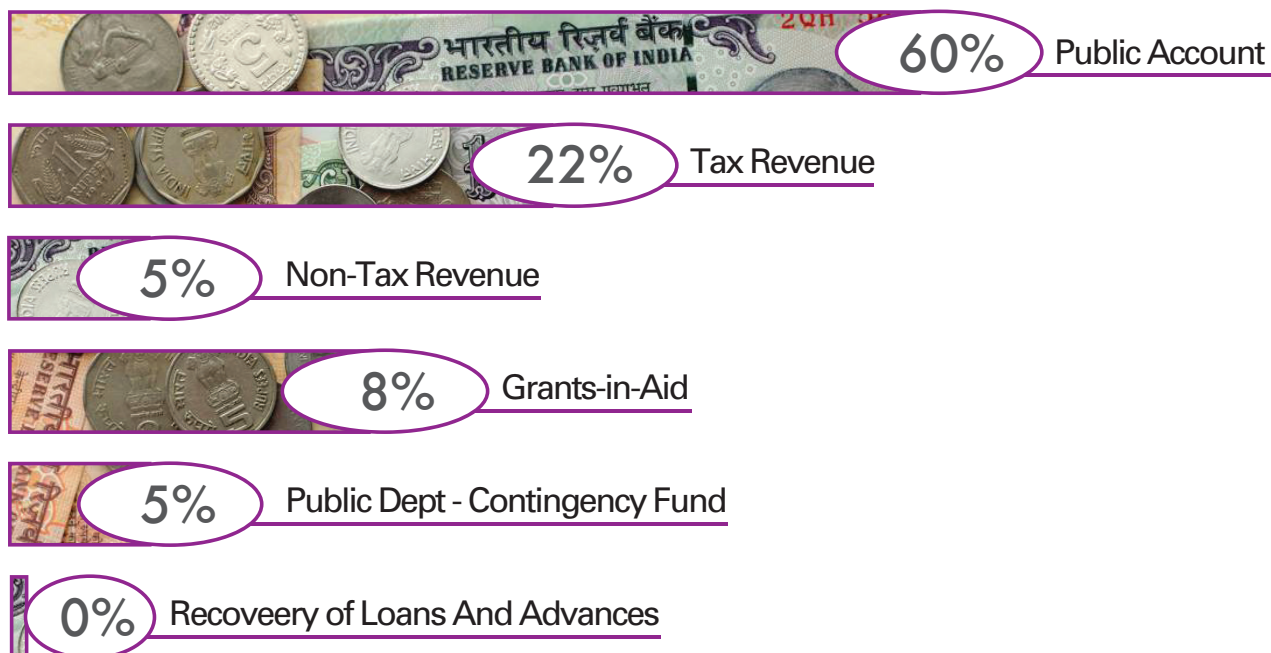 भारतीय रिज़र्व बैंक
RESERVE BANK OF INDIA
2QH
60%
Public Account
22%
Tax Revenue
5%
Non-Tax Revenue
8%
Grants-in-Aid
5%
Public Dept - Contingency Fund
0%
Recoveery of Loans And Advances